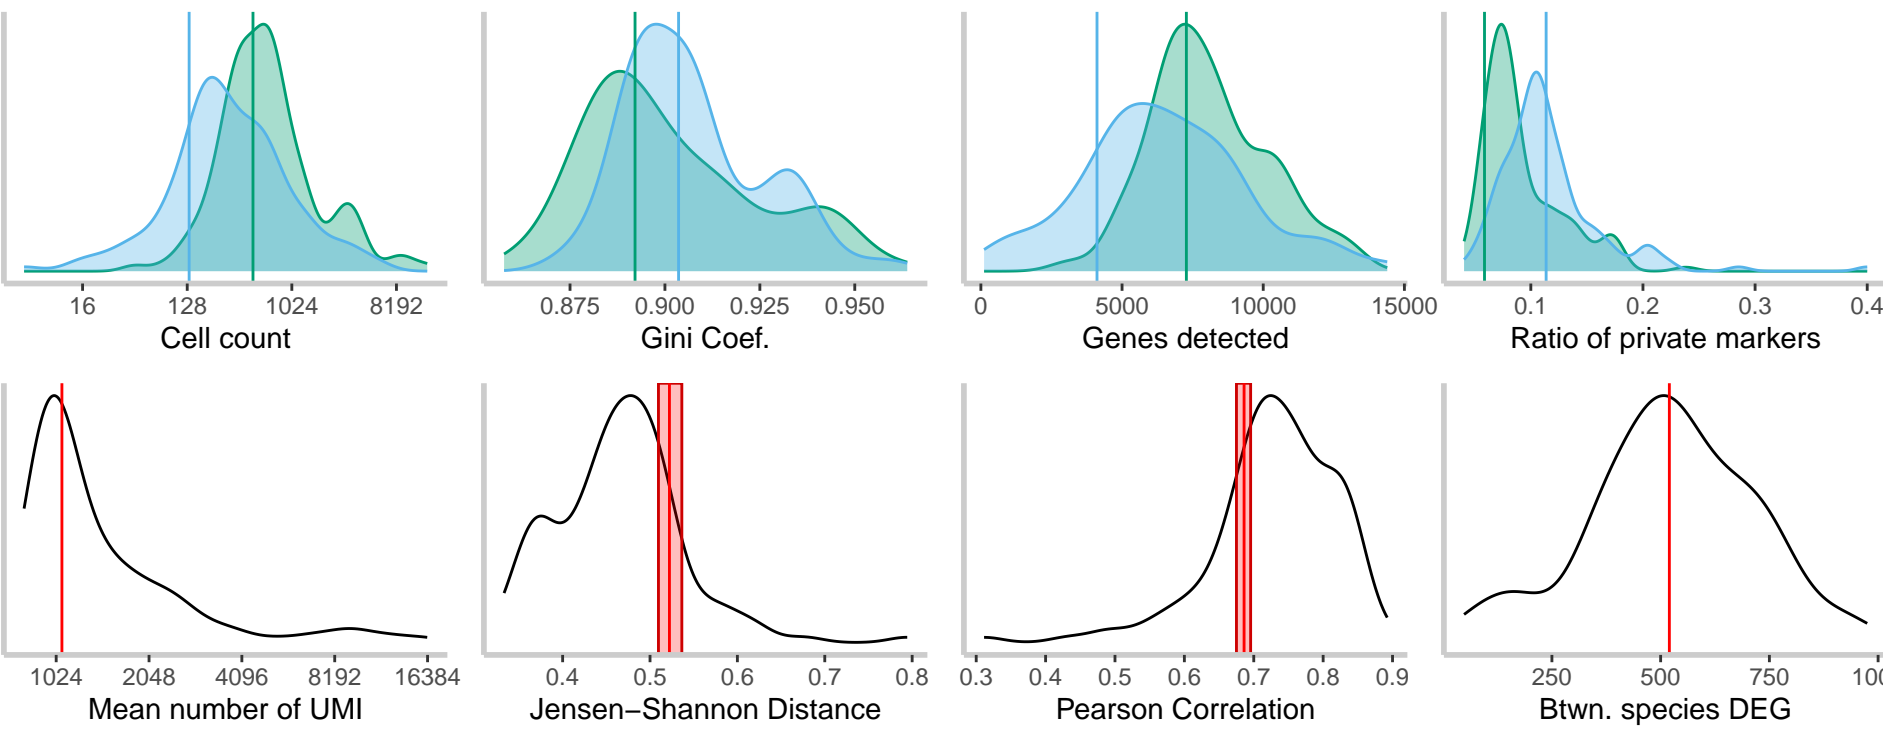 16 128 1024 8192
Cell count
0.875 0.900 0.925 0.950
Gini Coef.
0 5000 10000 15000
Genes detected
0.1 0.2 0.3 0.4
Ratio of private markers
1024 2048 4096 8192 16384
Mean number of UMI
0.4 0.5 0.6 0.7 0.8
Jensen−Shannon Distance
0.3 0.4 0.5 0.6 0.7 0.8 0.9
Pearson Correlation
250 500 750 100
Btwn. species DEG